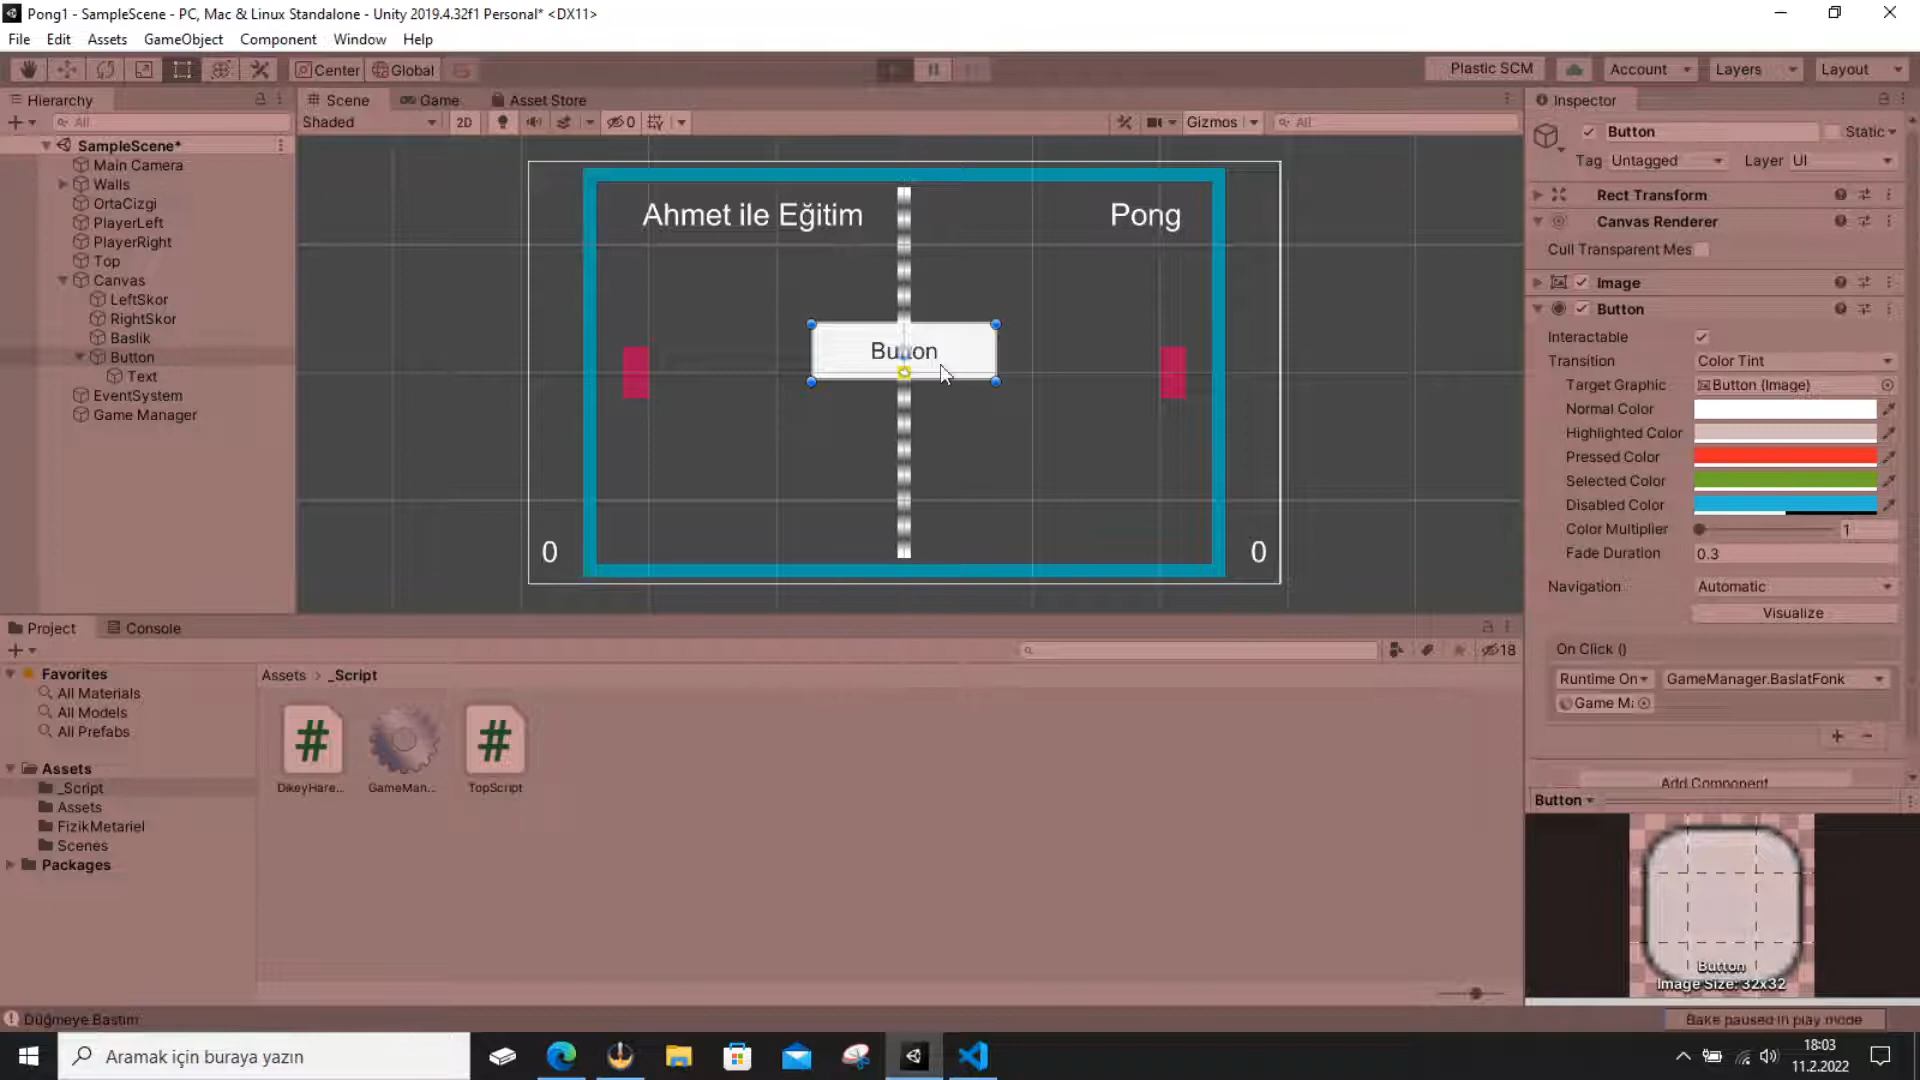 Pong1 - SampleScene - PC, Mac & Linux Standalone - Unity 2019.4.32f1 Personal* <DX11>
File Edit Assets GameObject Component Window Help
Center Global Plastic SCM Account Layers Layout
Hierarchy
All
SampleScene*
Main Camera
Walls
OrtaCizgi
PlayerLeft
PlayerRight
Top
Canvas
LeftSkor
RightSkor
Baslik
Button
Text
EventSystem
Game Manager
Scene Game Asset Store
Shaded 2D 0 Gizmos All
Ahmet ile Eğitim Pong
Button
0 0
Inspector
Button Static
Tag Untagged Layer UI
Rect Transform
Canvas Renderer
Cull Transparent Mes
Image
Button
Interactable
Transition Color Tint
Target Graphic Button (Image)
Normal Color
Highlighted Color
Pressed Color
Selected Color
Disabled Color
Color Multiplier 1
Fade Duration 0.3
Navigation Automatic
Visualize
On Click ()
Runtime On GameManager.BaslatFonk
Game M
+ -
Add Component
Button
Button
Image Size: 32x32
Project Console
18
Favorites
All Materials
All Models
All Prefabs
Assets
_Script
Assets
FizikMetariel
Scenes
Packages
Assets > _Script
# #
DikeyHare... GameMan... TopScript
Düğmeye Bastım
Bake paused in play mode
Aramak için buraya yazın
18:03
11.2.2022